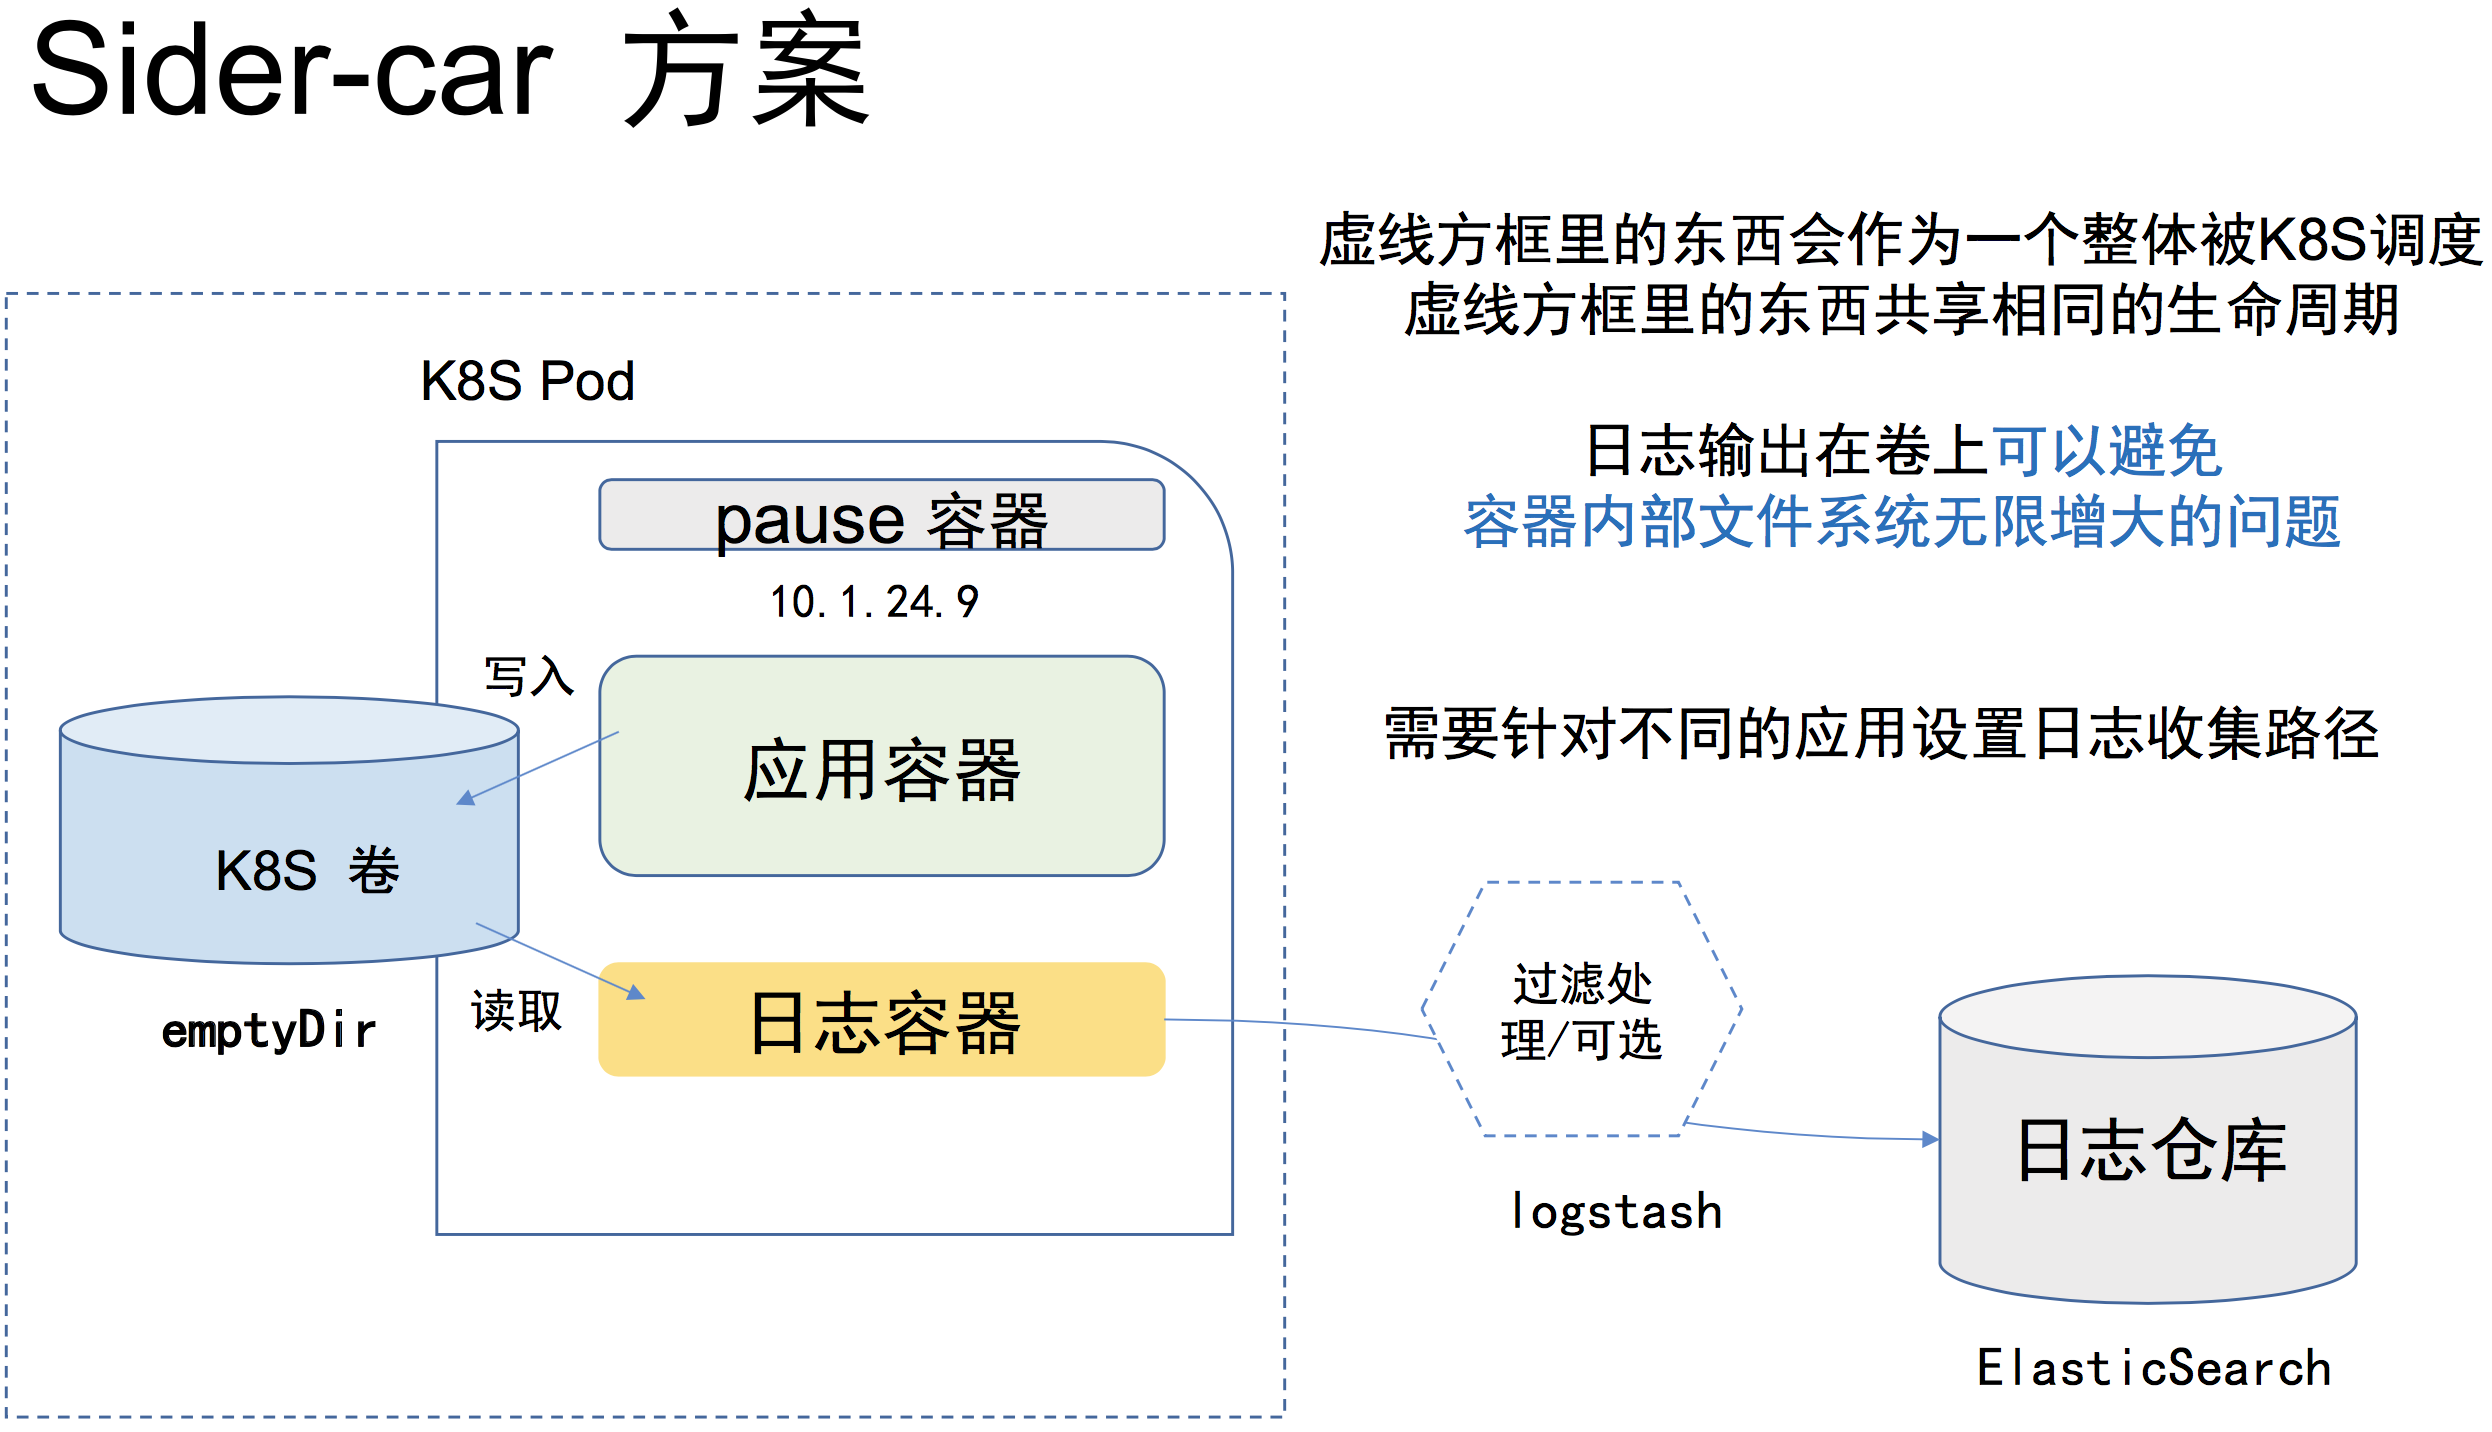 Sider-car 方案
虚线方框里的东西会作为一个整体被K8S调度
虚线方框里的东西共享相同的生命周期
日志输出在卷上可以避免
容器内部文件系统无限增大的问题
需要针对不同的应用设置日志收集路径
K8S Pod
pause 容器
10.1.24.9
写入
应用容器
K8S 卷
读取
emptyDir
日志容器
过滤处
理/可选
logstash
日志仓库
ElasticSearch